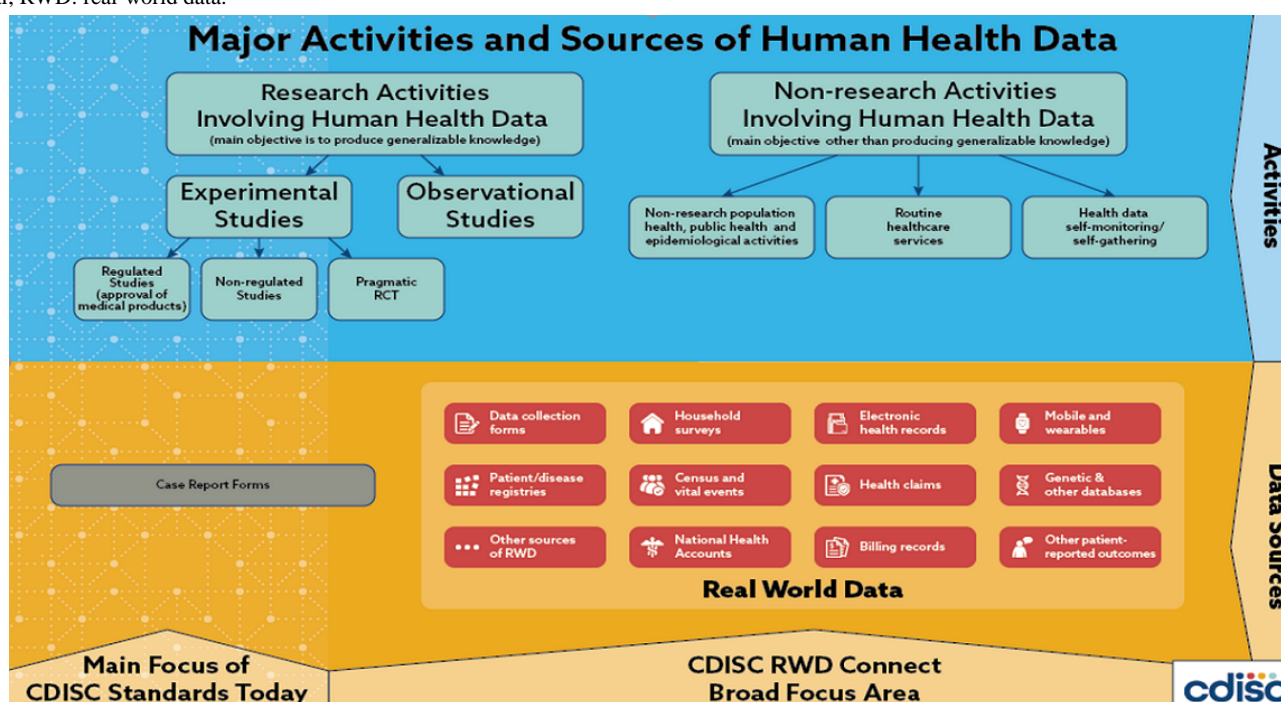 RWD: real-world data.
Major Activities and Sources of Human Health Data
Research Activities
Involving Human Health Data
(main objective is to produce generalizable knowledge)
Non-research Activities
Involving Human Health Data
(main objective other than producing generalizable knowledge)
Experimental
Studies
Observational
Studies
Non-research population
health, public health and
epidemiological activities
Routine
healthcare
services
Health data
self-monitoring/
self-gathering
Regulated
Studies
(approval of
medical products)
Non-regulated
Studies
Pragmatic
RCT
Activities
Data collection
forms
Household
surveys
Electronic
health records
Mobile and
wearables
Case Report Forms
Patient/disease
registries
Census and
vital events
Health claims
Genetic &
other databases
Other sources
of RWD
National Health
Accounts
Billing records
Other patient-
reported outcomes
Real World Data
Data Sources
Main Focus of
CDISC Standards Today
CDISC RWD Connect
Broad Focus Area
cdisc